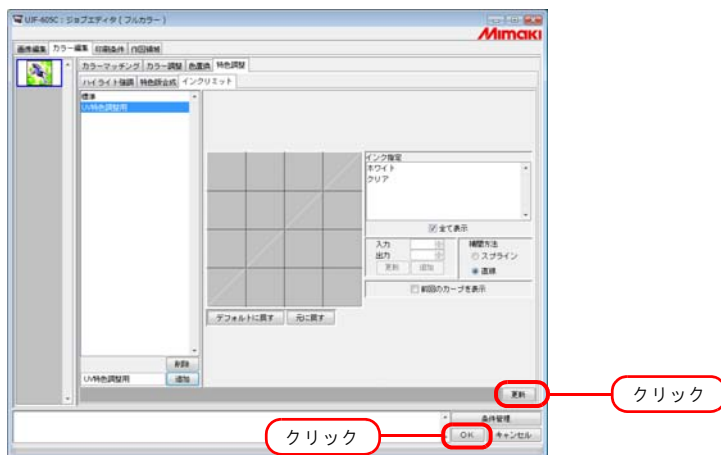 UJF-605C : ジョブエディタ ( フルカラー )
Mimaki
画像編集 カラー編集 印刷条件 作図領域
カラーマッチング カラー調整 色置換 特色調整
ハイライト強調 特色版合成 インクリミット
標準
UV特色調整用
インク指定
ホワイト
クリア
全て表示
入力
出力
更新 追加
補間方法
スプライン
直線
前回のカーブを表示
デフォルトに戻す 元に戻す
削除
UV特色調整用 追加
更新
クリック
条件管理
クリック
OK キャンセル